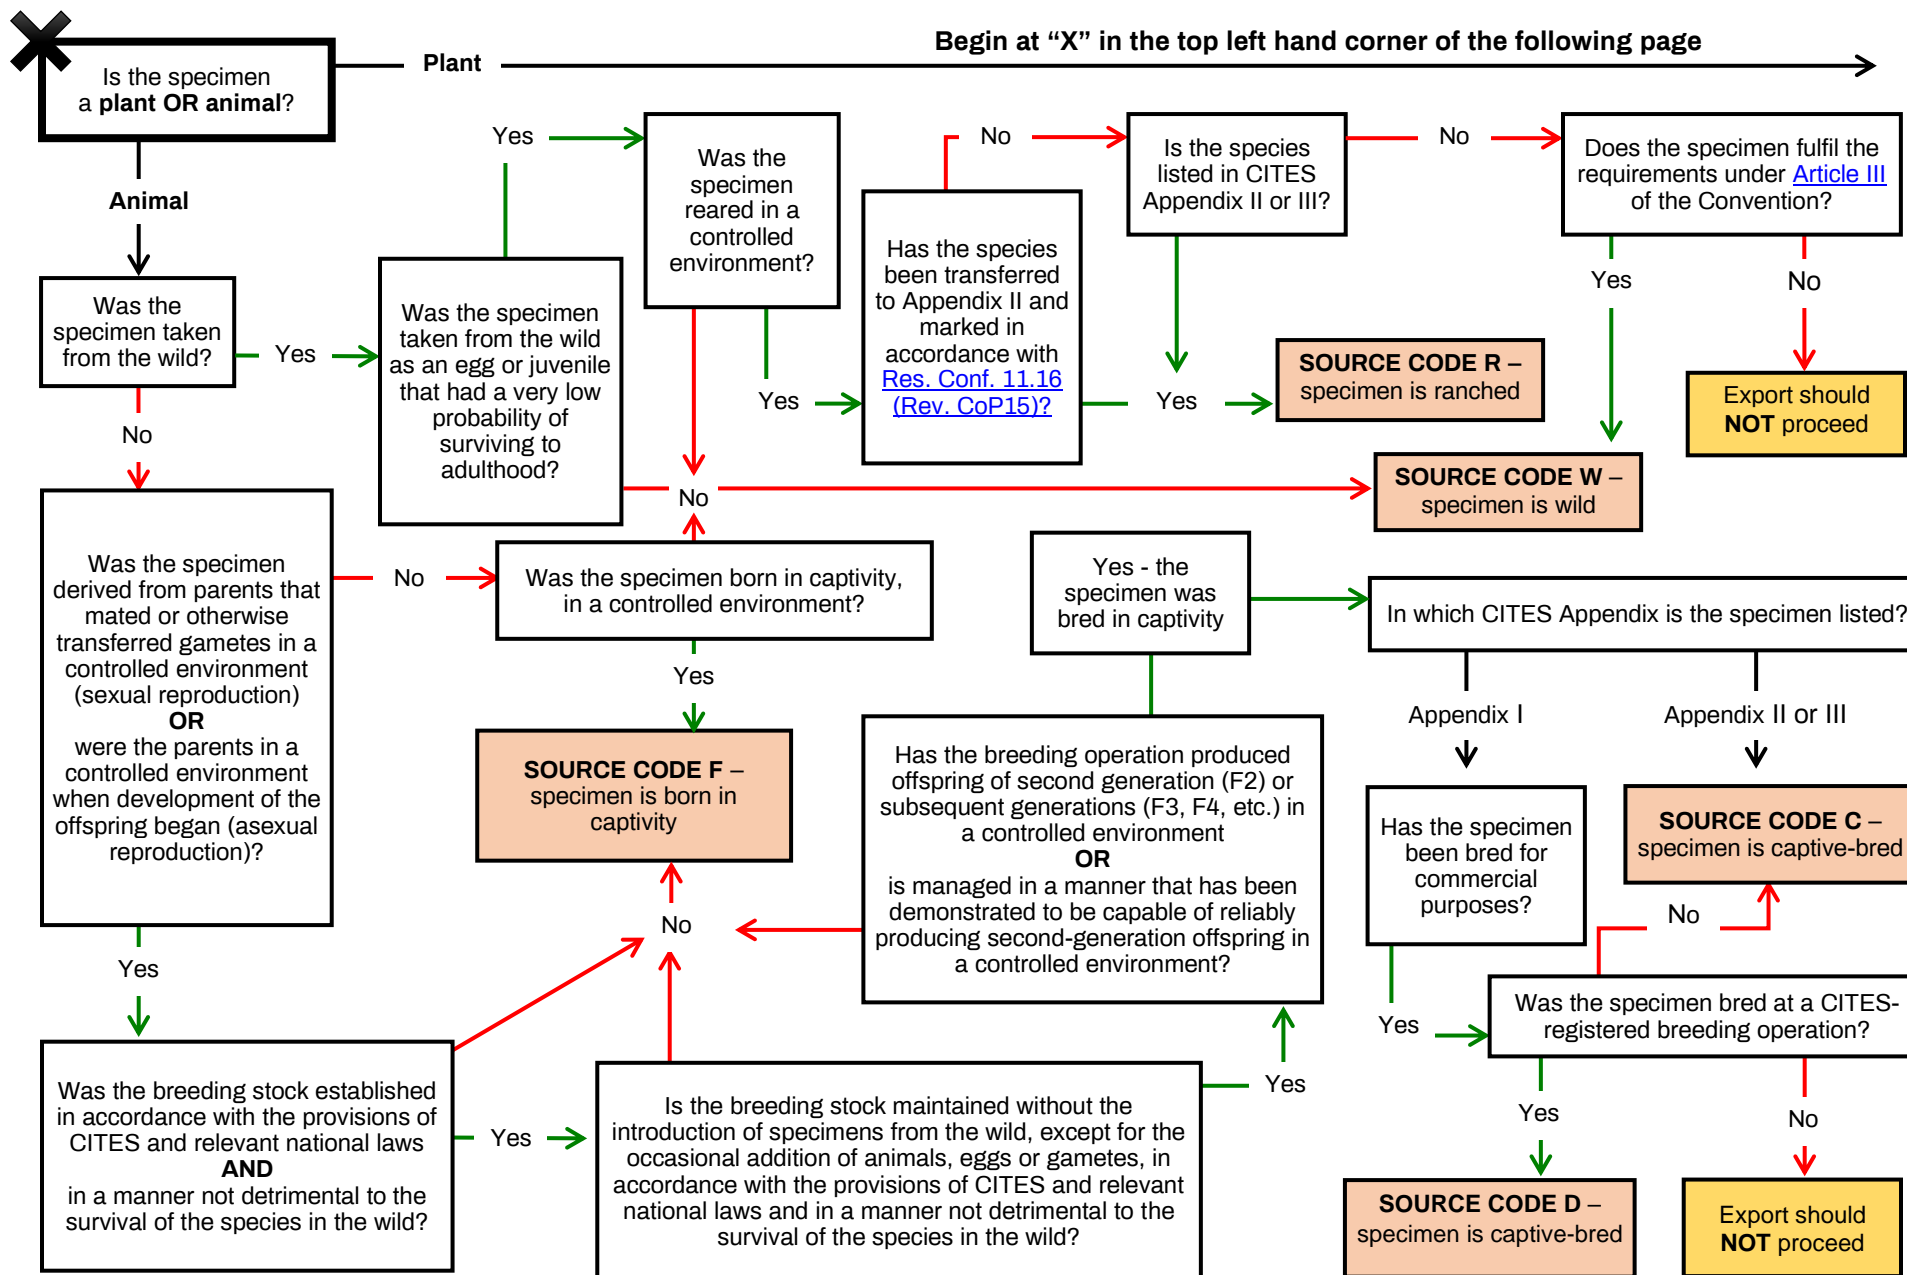 Begin at “X” in the top left hand corner of the following page
Plant
Is the specimen
a plant OR animal?
Animal
Was the
specimen taken
from the wild?
Yes
No
Was the specimen
taken from the wild
as an egg or juvenile
that had a very low
probability of
surviving to
adulthood?
Yes
Was the
specimen
reared in a
controlled
environment?
Yes
No
Has the species
been transferred
to Appendix II and
marked in
accordance with
Res. Conf. 11.16
(Rev. CoP15)?
No
Yes
Is the species
listed in CITES
Appendix II or III?
No
Does the specimen fulfil the
requirements under Article III
of the Convention?
Yes
No
SOURCE CODE R –
specimen is ranched
Export should
NOT proceed
SOURCE CODE W –
specimen is wild
Was the specimen
derived from parents that
mated or otherwise
transferred gametes in a
controlled environment
(sexual reproduction)
OR
were the parents in a
controlled environment
when development of the
offspring began (asexual
reproduction)?
No
Yes
Was the specimen born in captivity,
in a controlled environment?
Yes
SOURCE CODE F –
specimen is born in
captivity
No
Yes - the
specimen was
bred in captivity
In which CITES Appendix is the specimen listed?
Appendix I
Appendix II or III
Has the breeding operation produced
offspring of second generation (F2) or
subsequent generations (F3, F4, etc.) in
a controlled environment
OR
is managed in a manner that has been
demonstrated to be capable of reliably
producing second-generation offspring in
a controlled environment?
Has the specimen
been bred for
commercial
purposes?
SOURCE CODE C –
specimen is captive-bred
No
Yes
Was the specimen bred at a CITES-
registered breeding operation?
Was the breeding stock established
in accordance with the provisions of
CITES and relevant national laws
AND
in a manner not detrimental to the
survival of the species in the wild?
Yes
Is the breeding stock maintained without the
introduction of specimens from the wild, except for the
occasional addition of animals, eggs or gametes, in
accordance with the provisions of CITES and relevant
national laws and in a manner not detrimental to the
survival of the species in the wild?
Yes
Yes
No
SOURCE CODE D –
specimen is captive-bred
Export should
NOT proceed